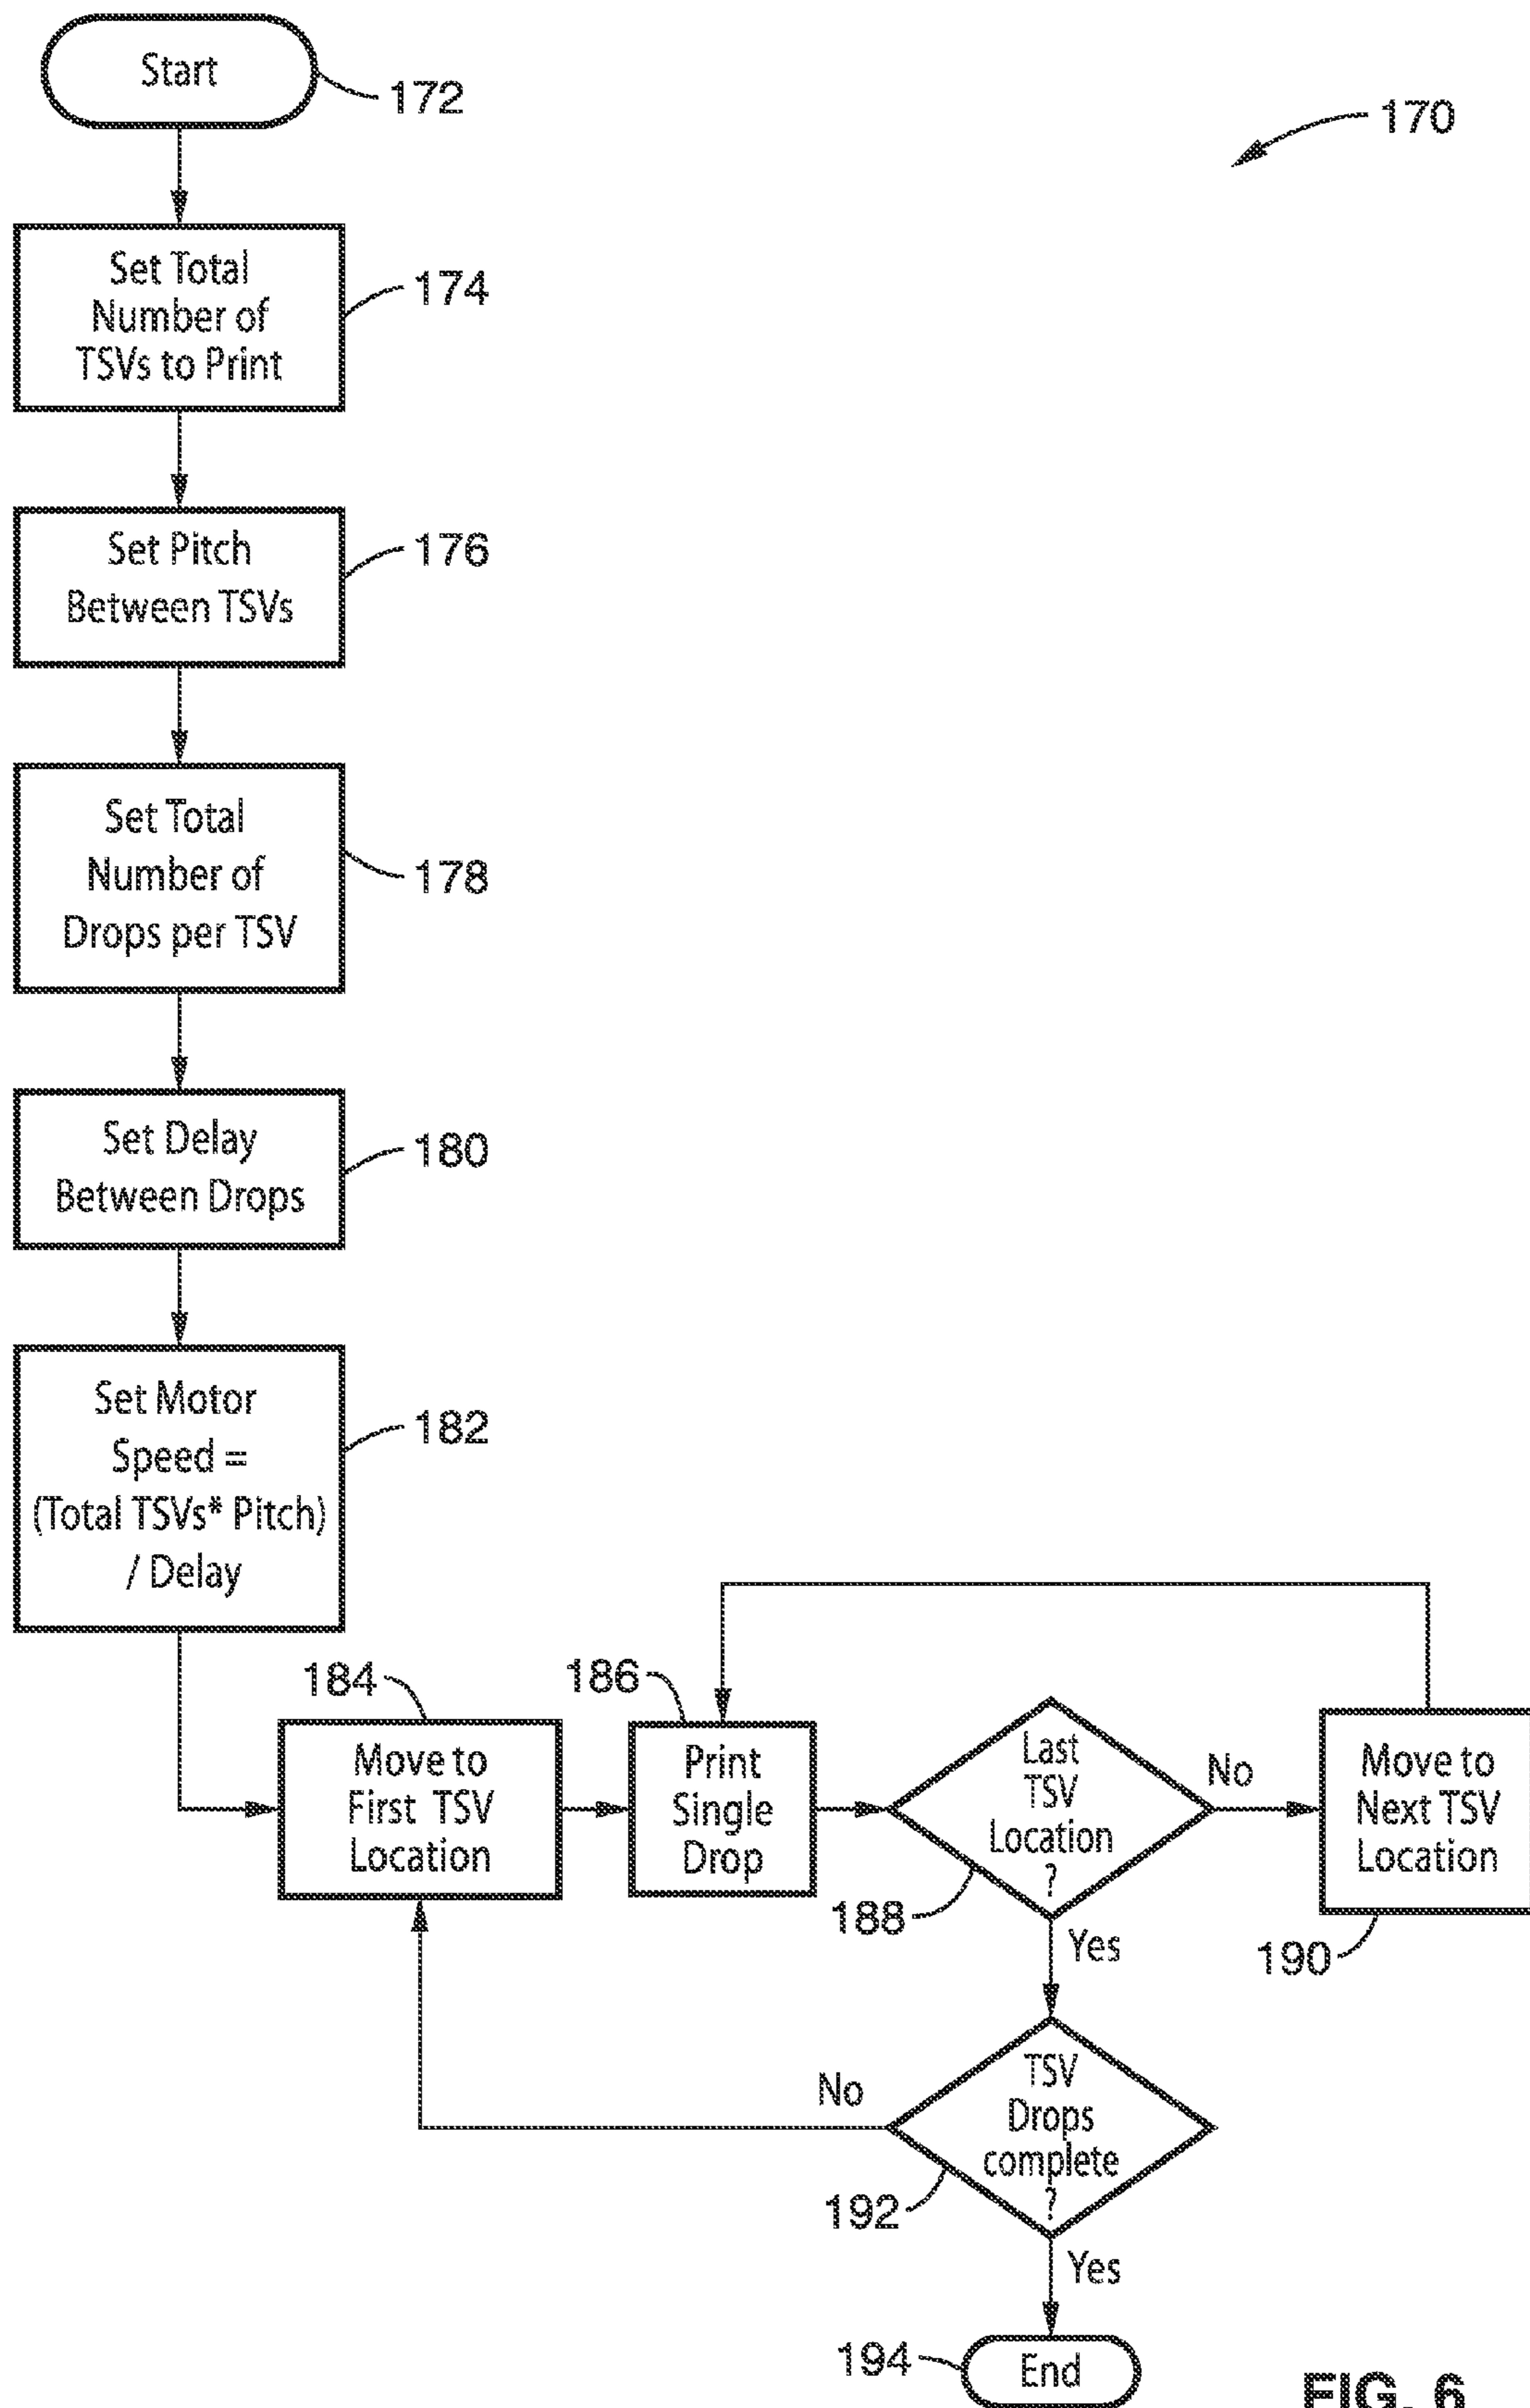 Start
172
170
Set Total
Number of
TSVs to Print
174
Set Pitch
Between TSVs
176
Set Total
Number of
Drops per TSV
178
Set Delay
Between Drops
180
Set Motor
Speed =
(Total TSVs* Pitch)
/ Delay
182
184
Move to
First TSV
Location
186
Print
Single
Drop
Last
TSV
Location
?
188
No
Move to
Next TSV
Location
190
Yes
TSV
Drops
complete
?
192
No
Yes
194
End
FIG. 6